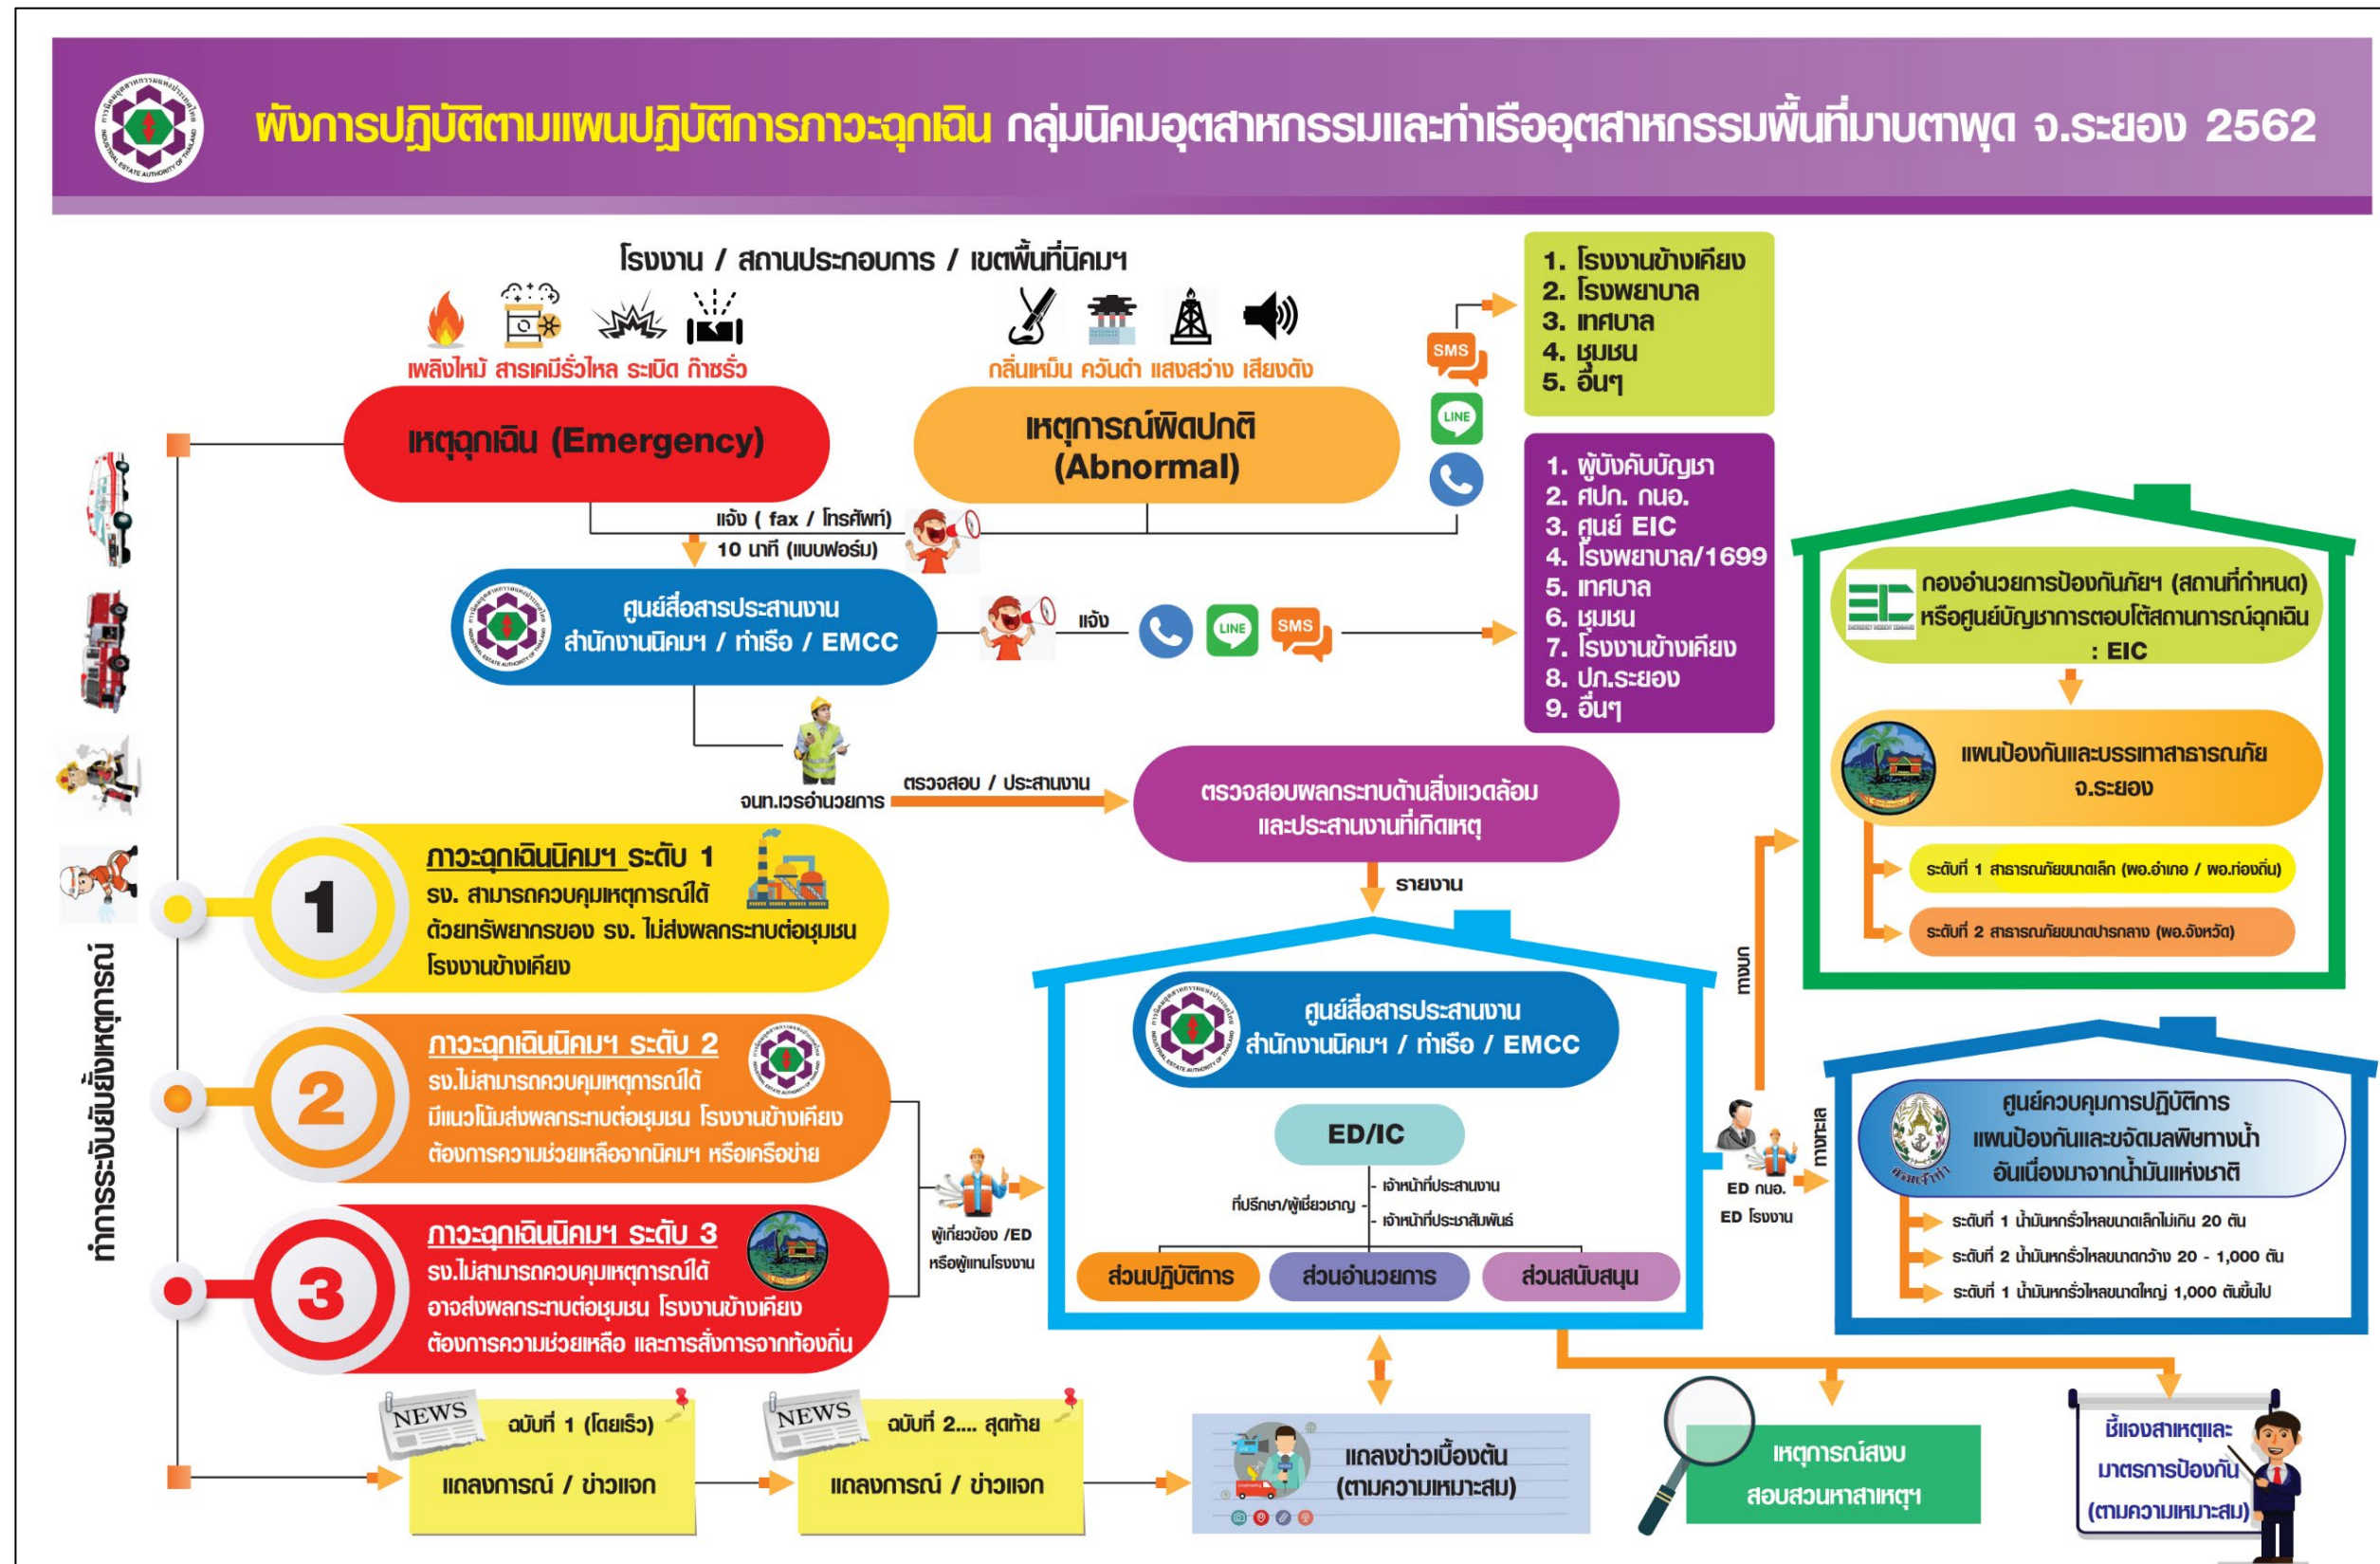 ผังการปฏิบัติตามแผนปฏิบัติการภาวะฉุกเฉิน กลุ่มนิคมอุตสาหกรรมและท่าเรืออุตสาหกรรมพื้นที่มาบตาพุด จ.ระยอง 2562
การนิคมอุตสาหกรรมแห่งประเทศไทย
INDUSTRIAL ESTATE AUTHORITY OF THAILAND
โรงงาน / สถานประกอบการ / เขตพื้นที่นิคมฯ
เพลิงไหม้ สารเคมีรั่วไหล ระเบิด ก๊าซรั่ว
กลิ่นเหม็น ควันดำ แสงสว่าง เสียงดัง
เหตุฉุกเฉิน (Emergency)
เหตุการณ์ผิดปกติ
(Abnormal)
SMS
LINE
1. โรงงานข้างเคียง
2. โรงพยาบาล
3. เทศบาล
4. ชุมชน
5. อื่นๆ
แจ้ง ( fax / โทรศัพท์)
10 นาที (แบบฟอร์ม)
ศูนย์สื่อสารประสานงาน
สำนักงานนิคมฯ / ท่าเรือ / EMCC
แจ้ง
LINE
SMS
1. ผู้บังคับบัญชา
2. ศปก. กนอ.
3. ศูนย์ EIC
4. โรงพยาบาล/1699
5. เทศบาล
6. ชุมชน
7. โรงงานข้างเคียง
8. ปภ.ระยอง
9. อื่นๆ
จนท.เวรอำนวยการ
ตรวจสอบ / ประสานงาน
ตรวจสอบผลกระทบด้านสิ่งแวดล้อม
และประสานงานที่เกิดเหตุ
รายงาน
EIC
กองอำนวยการป้องกันภัยฯ (สถานที่กำหนด)
หรือศูนย์บัญชาการตอบโต้สถานการณ์ฉุกเฉิน
: EIC
แผนป้องกันและบรรเทาสาธารณภัย
จ.ระยอง
ระดับที่ 1 สาธารณภัยขนาดเล็ก (ผอ.อำเภอ / ผอ.ท่องถิ่น)
ระดับที่ 2 สาธารณภัยขนาดปารกลาง (ผอ.จังหวัด)
ทำการระงับยับยั้งเหตุการณ์
1
ภาวะฉุกเฉินนิคมฯ ระดับ 1
รง. สามารถควบคุมเหตุการณ์ได้
ด้วยทรัพยากรของ รง. ไม่ส่งผลกระทบต่อชุมชน
โรงงานข้างเคียง
2
ภาวะฉุกเฉินนิคมฯ ระดับ 2
รง.ไม่สามารถควบคุมเหตุการณ์ได้
มีแนวโน้มส่งผลกระทบต่อชุมชน โรงงานข้างเคียง
ต้องการความช่วยเหลือจากนิคมฯ หรือเครือข่าย
3
ภาวะฉุกเฉินนิคมฯ ระดับ 3
รง.ไม่สามารถควบคุมเหตุการณ์ได้
อาจส่งผลกระทบต่อชุมชน โรงงานข้างเคียง
ต้องการความช่วยเหลือ และการสั่งการจากท้องถิ่น
ผู้เกี่ยวข้อง /ED
หรือผู้แทนโรงงาน
ศูนย์สื่อสารประสานงาน
สำนักงานนิคมฯ / ท่าเรือ / EMCC
ED/IC
ที่ปรึกษา/ผู้เชี่ยวชาญ -
- เจ้าหน้าที่ประสานงาน
- เจ้าหน้าที่ประชาสัมพันธ์
ส่วนปฏิบัติการ
ส่วนอำนวยการ
ส่วนสนับสนุน
ทางบก
ทางทะเล
ED กนอ.
ED โรงงาน
กรมเจ้าท่า
ศูนย์ควบคุมการปฏิบัติการ
แผนป้องกันและขจัดมลพิษทางน้ำ
อันเนื่องมาจากน้ำมันแห่งชาติ
ระดับที่ 1 น้ำมันหกรั่วไหลขนาดเล็กไม่เกิน 20 ตัน
ระดับที่ 2 น้ำมันหกรั่วไหลขนาดกว้าง 20 - 1,000 ตัน
ระดับที่ 1 น้ำมันหกรั่วไหลขนาดใหญ่ 1,000 ตันขึ้นไป
NEWS
ฉบับที่ 1 (โดยเร็ว)
แถลงการณ์ / ข่าวแจก
NEWS
ฉบับที่ 2.... สุดท้าย
แถลงการณ์ / ข่าวแจก
แถลงข่าวเบื้องต้น
(ตามความเหมาะสม)
เหตุการณ์สงบ
สอบสวนหาสาเหตุฯ
ชี้แจงสาเหตุและ
มาตรการป้องกัน
(ตามความเหมาะสม)